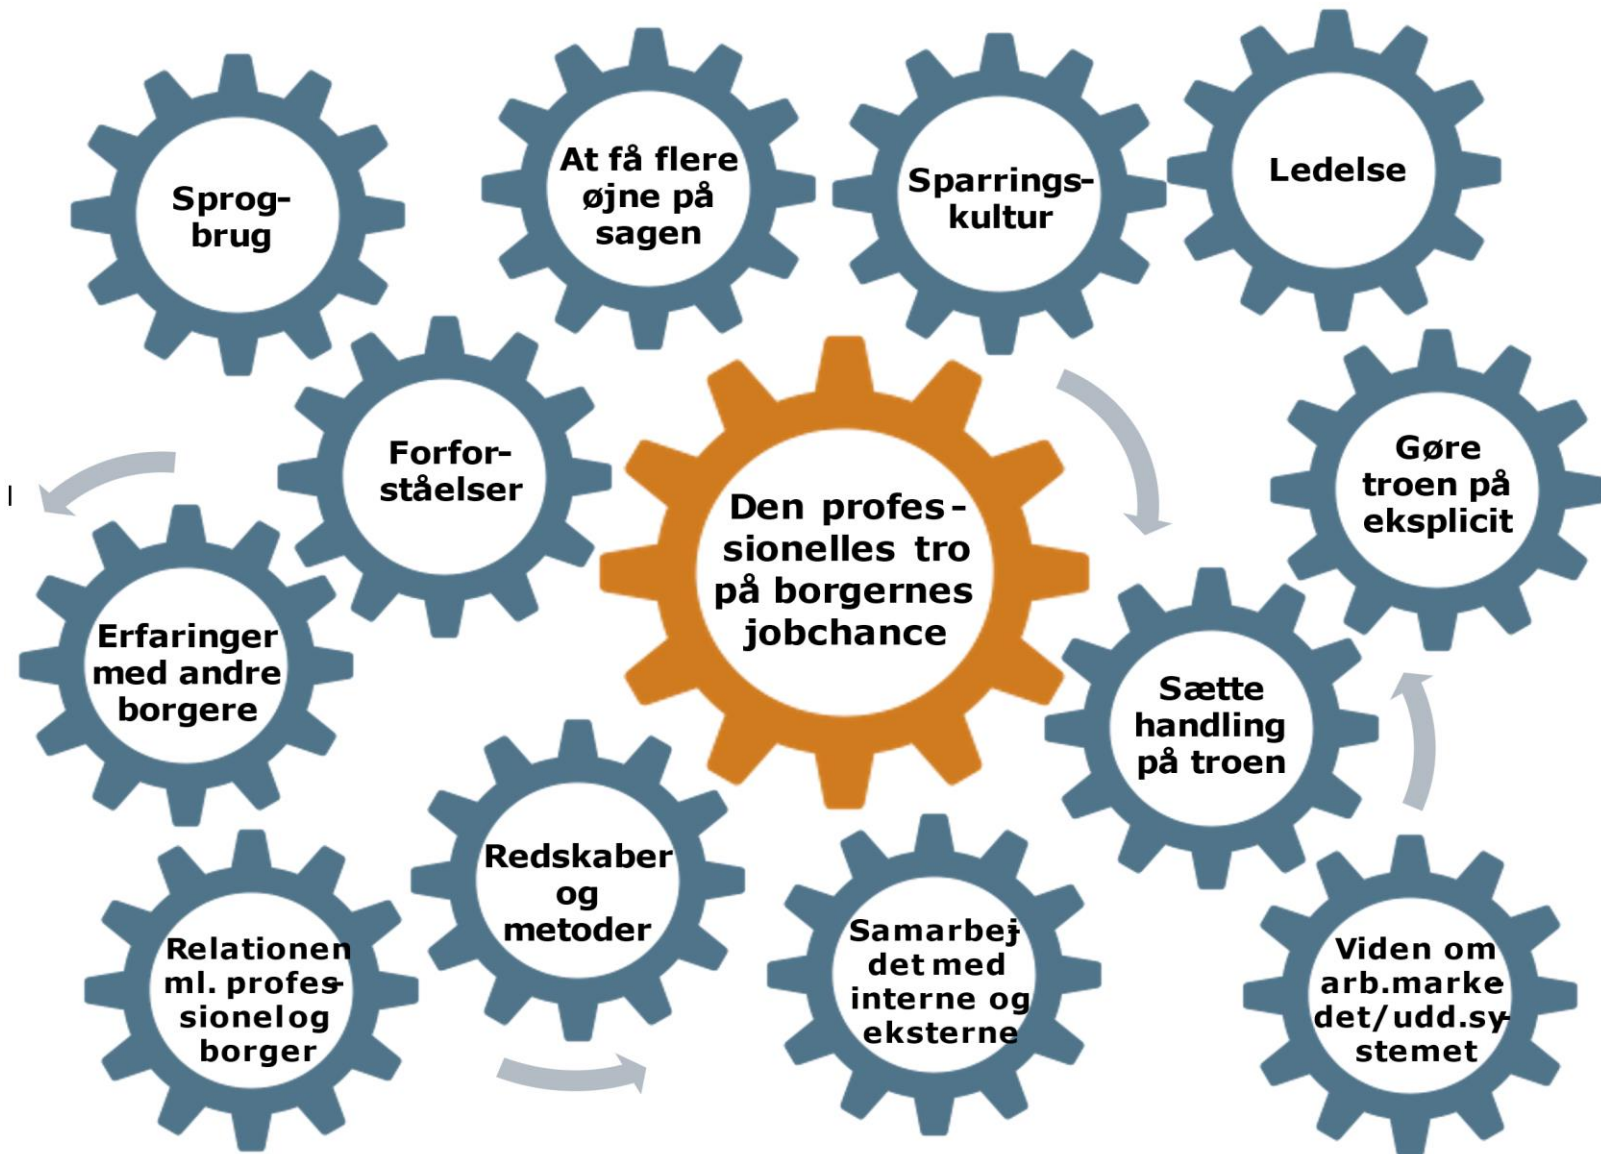 Sprog-
brug
At få flere
øjne på
sagen
Sparrings-
kultur
Ledelse
Forfor-
ståelser
Den profes-
sionelles tro
på borgernes
jobchance
Gøre
troen på
eksplicit
l
Erfaringer
med andre
borgere
Sætte
handling
på troen
Redskaber
og
metoder
Relationen
ml. profes-
sionel og
borger
Samarbej-
det med
interne og
eksterne
Viden om
arb.marke
det/udd.sy-
stemet